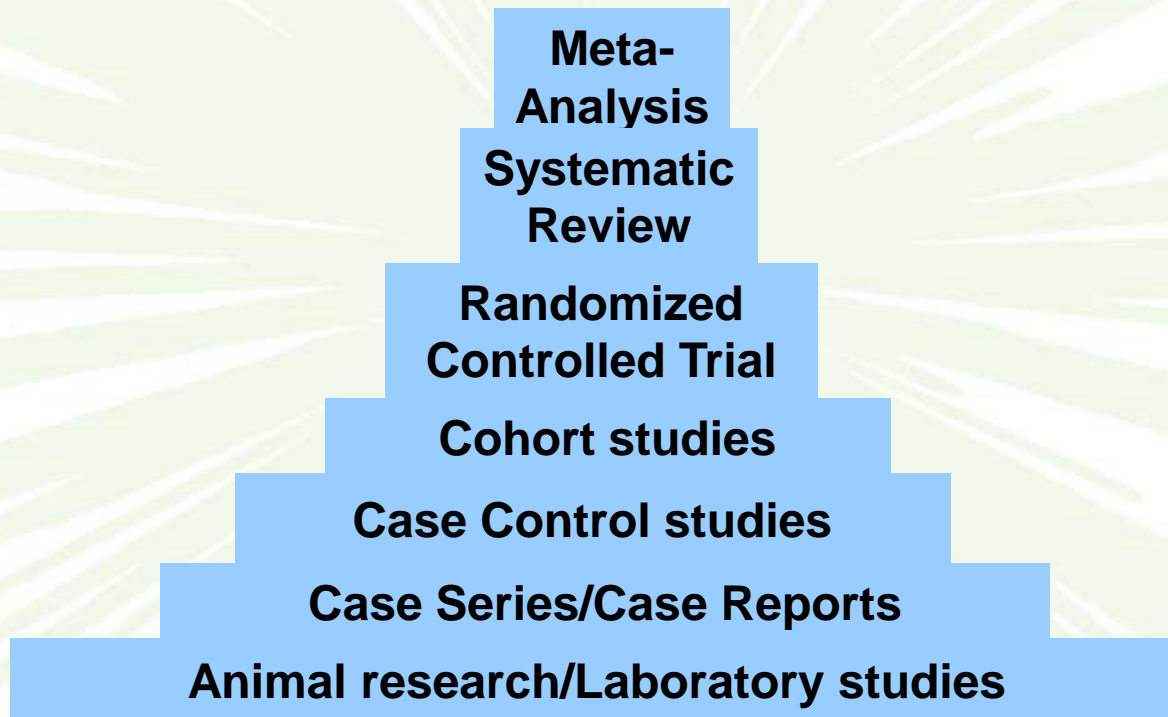 Meta-
Analysis
Systematic
Review
Randomized
Controlled Trial
Cohort studies
Case Control studies
Case Series/Case Reports
Animal research/Laboratory studies